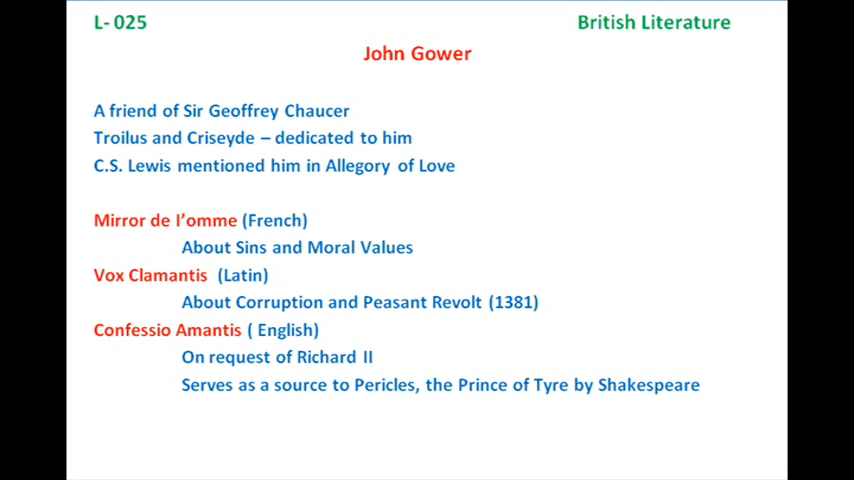 L- 025
British Literature
John Gower
A friend of Sir Geoffrey Chaucer
Troilus and Criseyde – dedicated to him
C.S. Lewis mentioned him in Allegory of Love
Mirror de I’omme (French)
About Sins and Moral Values
Vox Clamantis (Latin)
About Corruption and Peasant Revolt (1381)
Confessio Amantis ( English)
On request of Richard II
Serves as a source to Pericles, the Prince of Tyre by Shakespeare